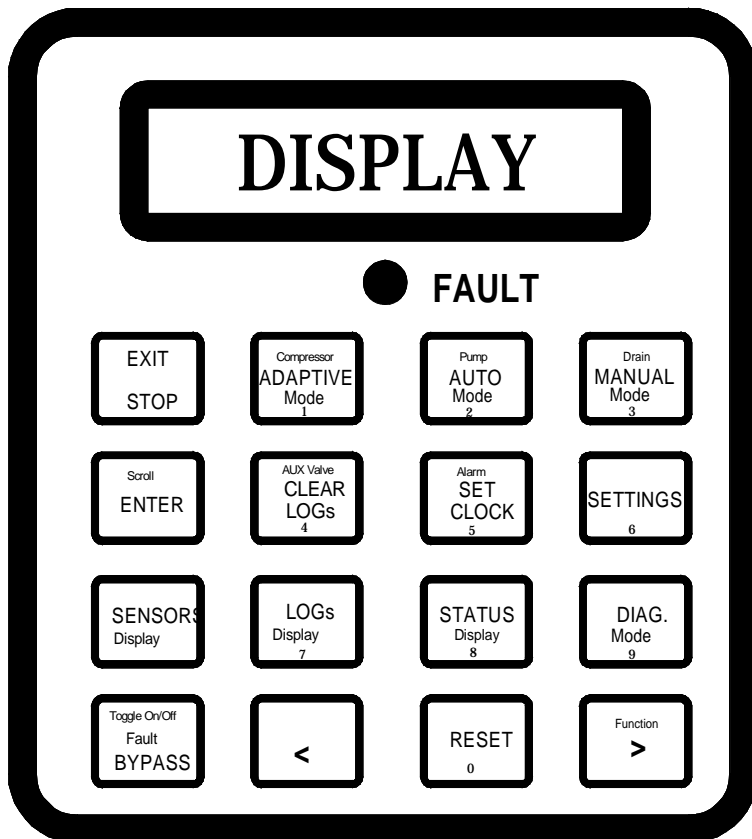 DISPLAY
FAULT
EXIT
STOP
Compressor
ADAPTIVE
Mode
1
Pump
AUTO
Mode
2
Drain
MANUAL
Mode
3
Scroll
ENTER
AUX Valve
CLEAR
LOGs
4
Alarm
SET
CLOCK
5
SETTINGS
6
SENSORS
Display
LOGs
Display
7
STATUS
Display
8
DIAG.
Mode
9
Toggle On/Off
Fault
BYPASS
<
RESET
0
Function
>